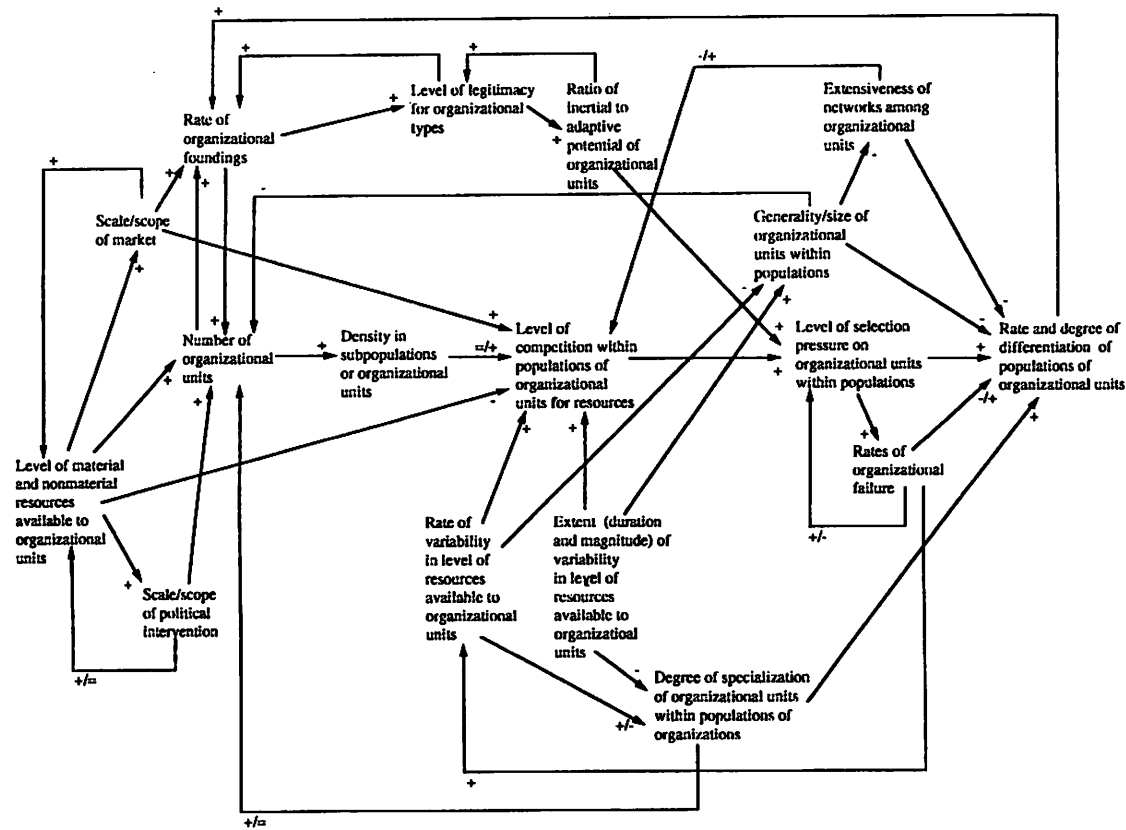 +
+
+
-/+
Level of legitimacy
for organizational
types
+
Ratio of
inertial to
adaptive
potential of
organizational
units
+
Extensiveness of
networks among
organizational
units
-
Rate of
organizational
foundings
+
+
+
-
Scale/scope
of market
+
Generality/size of
organizational
units within
populations
-
+
Number of
organizational
units
+
+
+
Density in
subpopulations
or organizational
units
+
Level of
competition within
populations of
organizational
units for resources
+
¤/+
-
+
+
Level of selection
pressure on
organizational units
within populations
+
+
Rate and degree of
differentiation of
populations of
organizational units
-
-
+
-/+
+
Rates of
organizational
failure
+
+/-
Level of material
and nonmaterial
resources
available to
organizational
units
Scale/scope
of political
intervention
+
+/¤
Rate of
variability
in level of
resources
available to
organizational
units
Extent (duration
and magnitude) of
variability
in level of
resources
available to
organizatioal
units
Degree of specialization
of organizational units
within populations of
organizations
-
+/-
+
+/¤